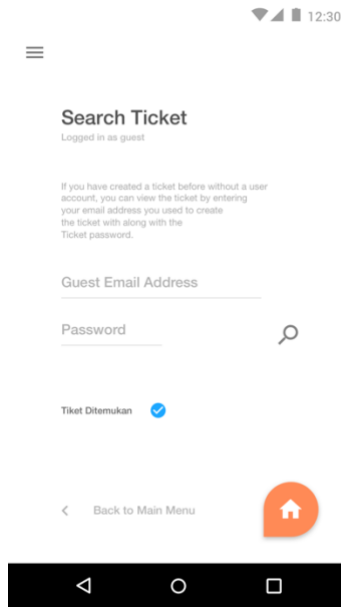 12:30
Search Ticket
Logged in as guest
If you have created a ticket before without a user
account, you can view the ticket by entering
your email address you used to create
the ticket with along with the
Ticket password.
Guest Email Address
Password
Tiket Ditemukan
Back to Main Menu